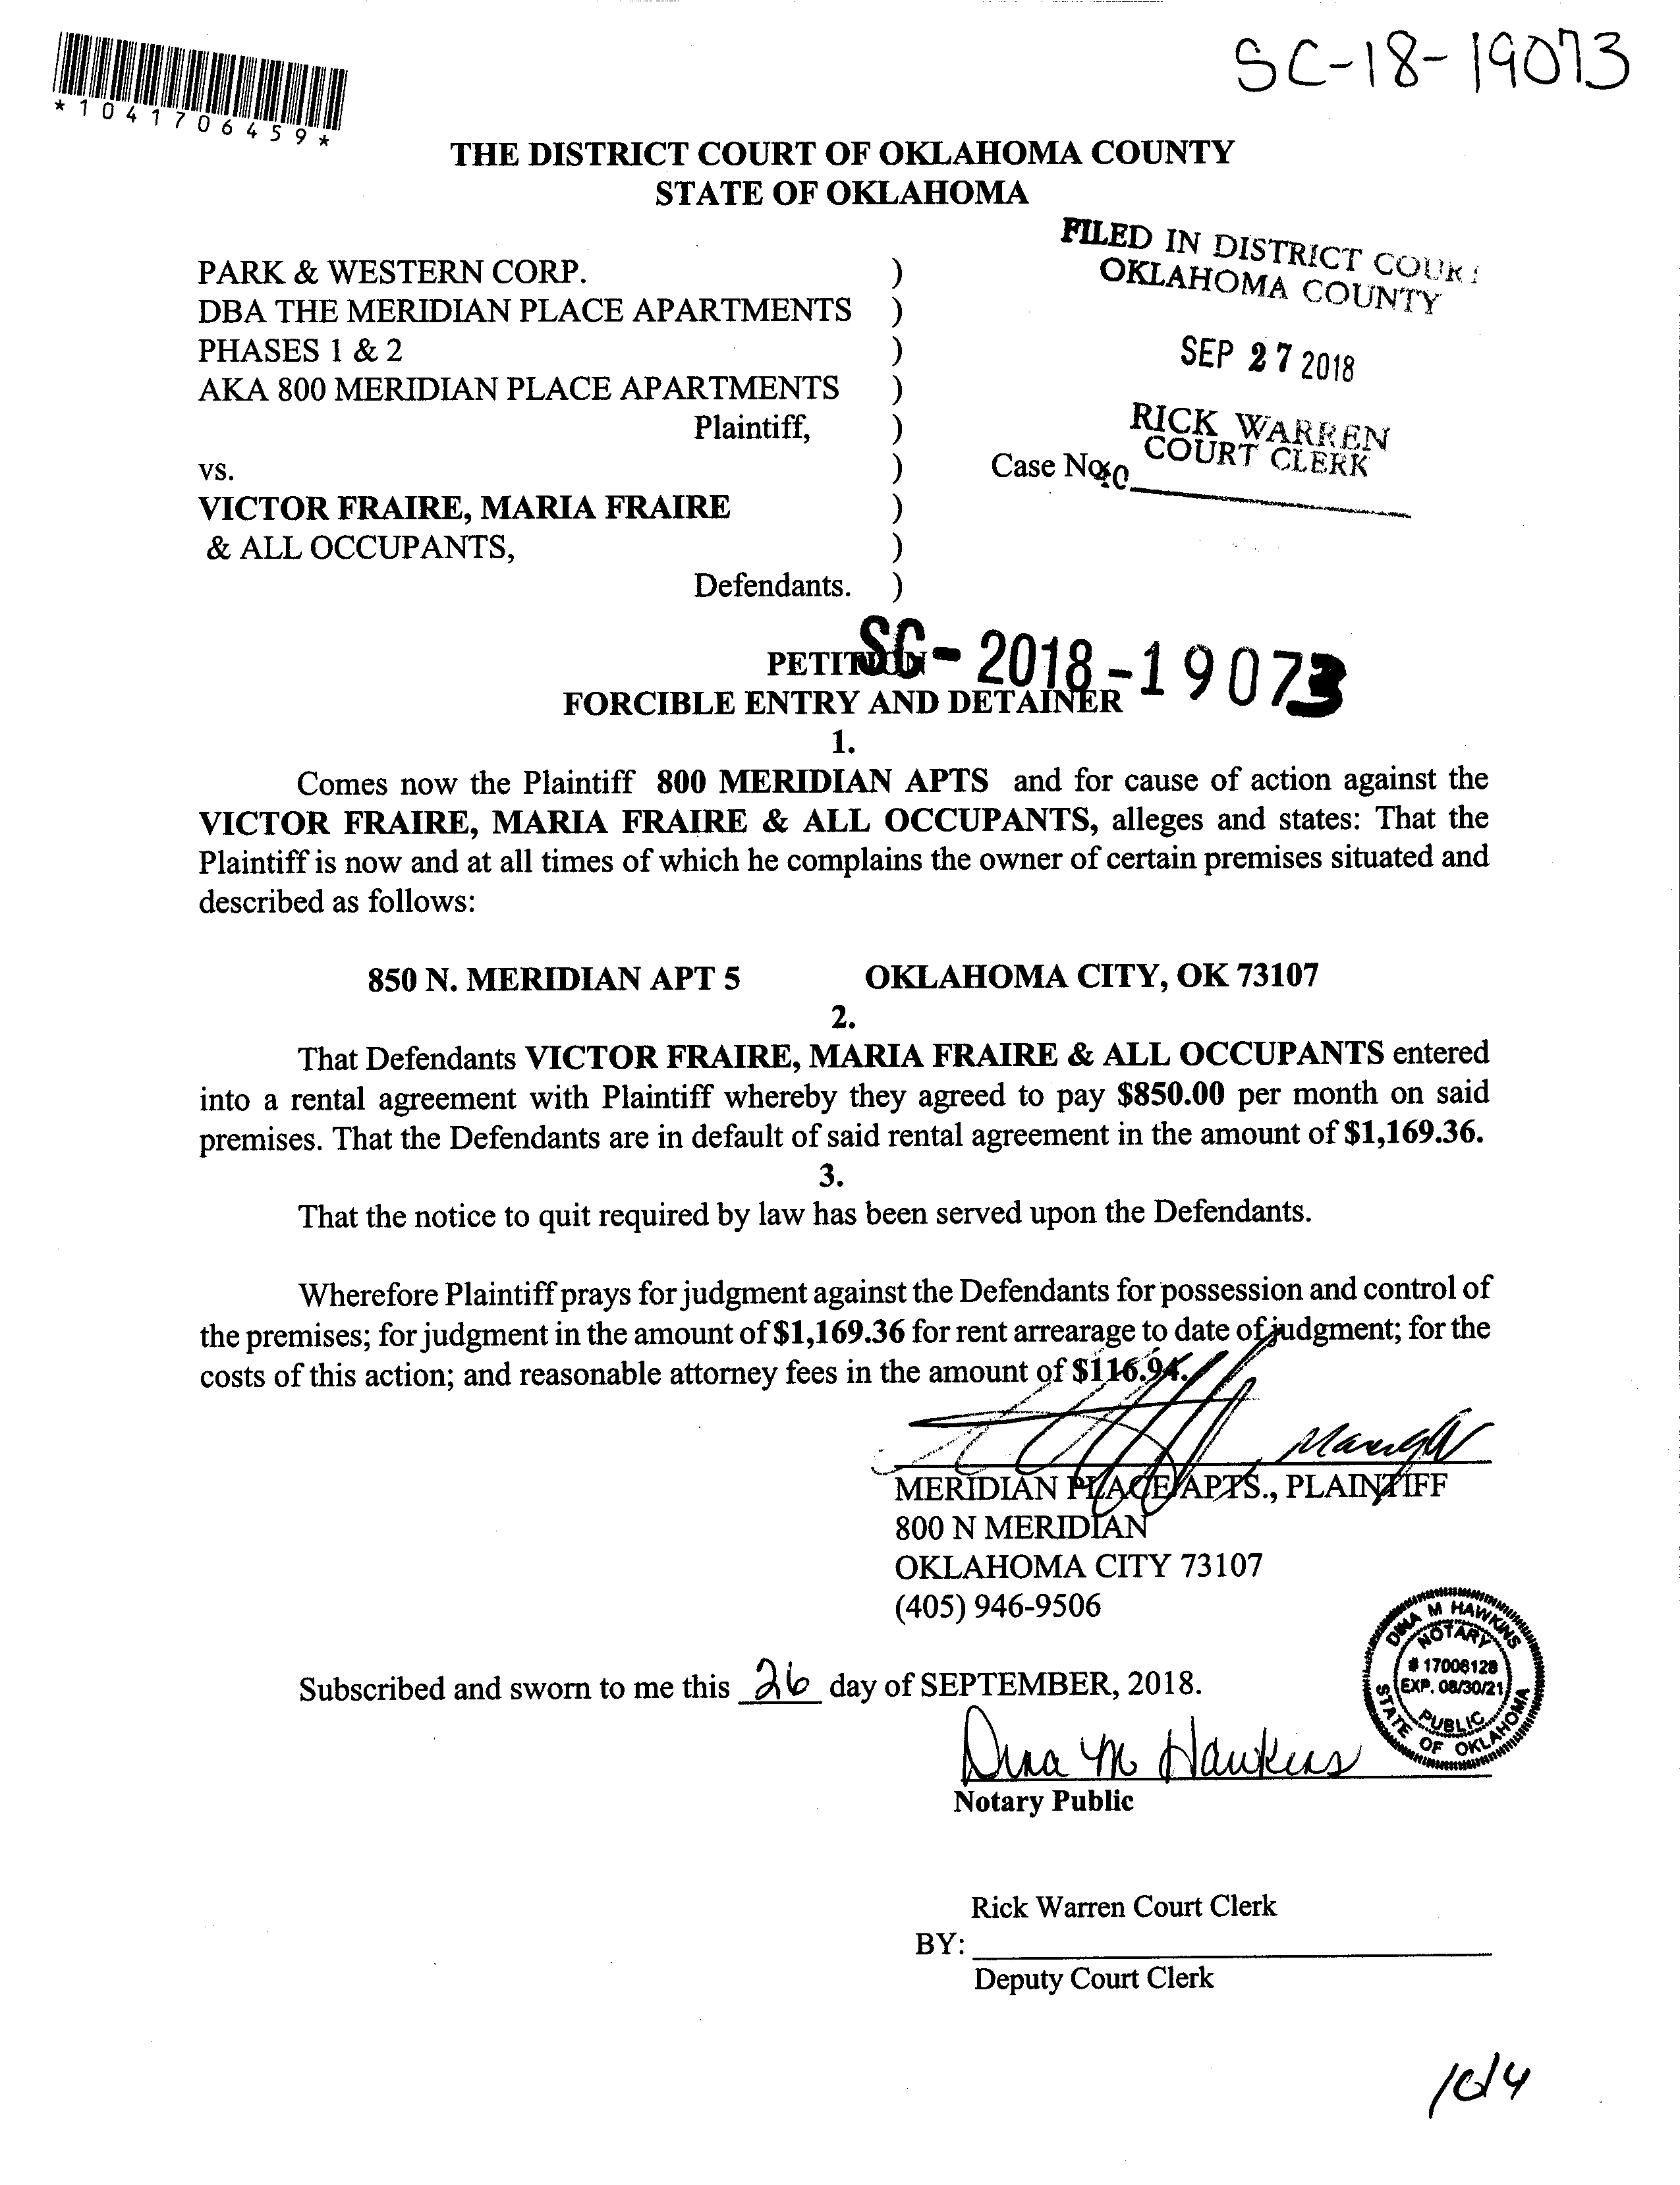 SC-18-19073
*1041706459*
THE DISTRICT COURT OF OKLAHOMA COUNTY
STATE OF OKLAHOMA
FILED IN DISTRICT COUR
OKLAHOMA COUNTY
SEP 27 2018
RICK WARREN
COURT CLERK
PARK & WESTERN CORP. )
DBA THE MERIDIAN PLACE APARTMENTS )
PHASES 1 & 2 )
AKA 800 MERIDIAN PLACE APARTMENTS )
Plaintiff, )
vs. ) Case No.
VICTOR FRAIRE, MARIA FRAIRE )
& ALL OCCUPANTS, )
Defendants. )
SC-2018-19073
PETITION
FORCIBLE ENTRY AND DETAINER
1.
Comes now the Plaintiff 800 MERIDIAN APTS and for cause of action against the
VICTOR FRAIRE, MARIA FRAIRE & ALL OCCUPANTS, alleges and states: That the
Plaintiff is now and at all times of which he complains the owner of certain premises situated and
described as follows:
850 N. MERIDIAN APT 5 OKLAHOMA CITY, OK 73107
2.
That Defendants VICTOR FRAIRE, MARIA FRAIRE & ALL OCCUPANTS entered
into a rental agreement with Plaintiff whereby they agreed to pay $850.00 per month on said
premises. That the Defendants are in default of said rental agreement in the amount of $1,169.36.
3.
That the notice to quit required by law has been served upon the Defendants.
Wherefore Plaintiff prays for judgment against the Defendants for possession and control of
the premises; for judgment in the amount of $1,169.36 for rent arrearage to date of judgment; for the
costs of this action; and reasonable attorney fees in the amount of $116.94.
MERIDIAN PLACE APTS., PLAINTIFF
800 N MERIDIAN
OKLAHOMA CITY 73107
(405) 946-9506
DINA M HAWKINS
NOTARY
# 17008128
EXP. 08/30/21
PUBLIC
STATE OF OKLAHOMA
Subscribed and sworn to me this 26 day of SEPTEMBER, 2018.
Dina M Hawkins
Notary Public
Rick Warren Court Clerk
BY:
Deputy Court Clerk
10/4